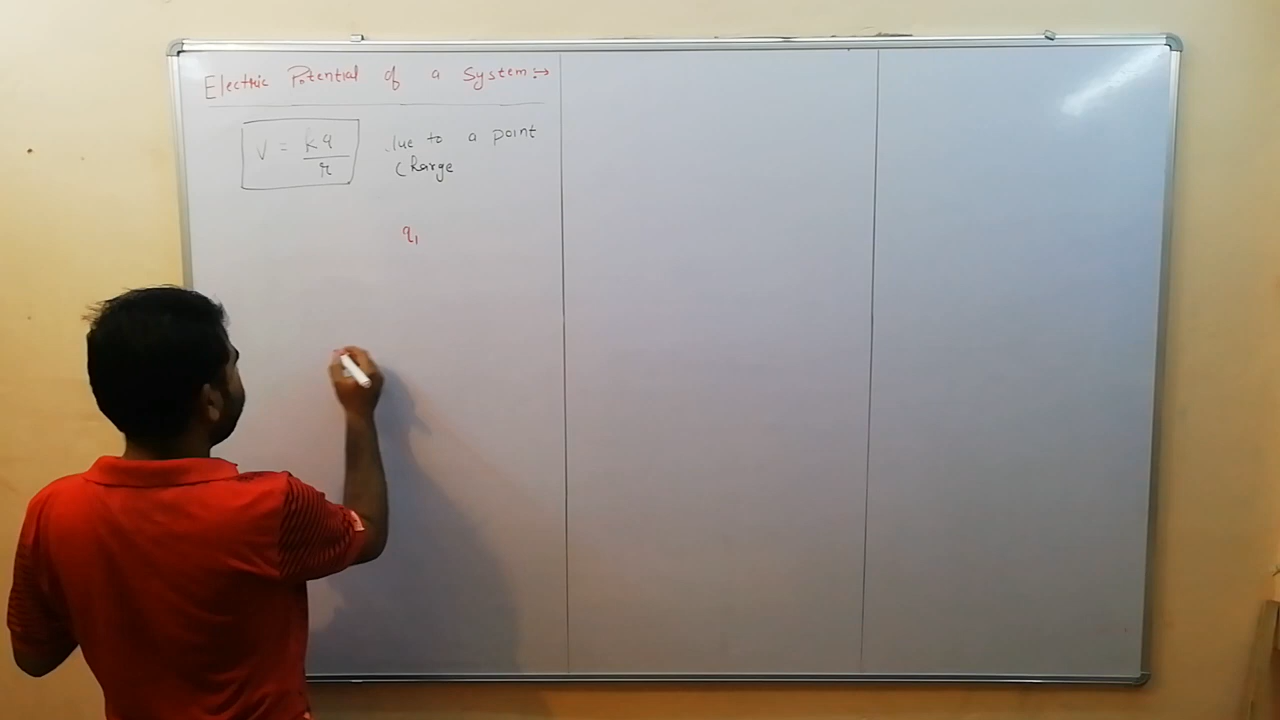 Electric Potential of a System:→
V = kq/r due to a point
charge
q₁